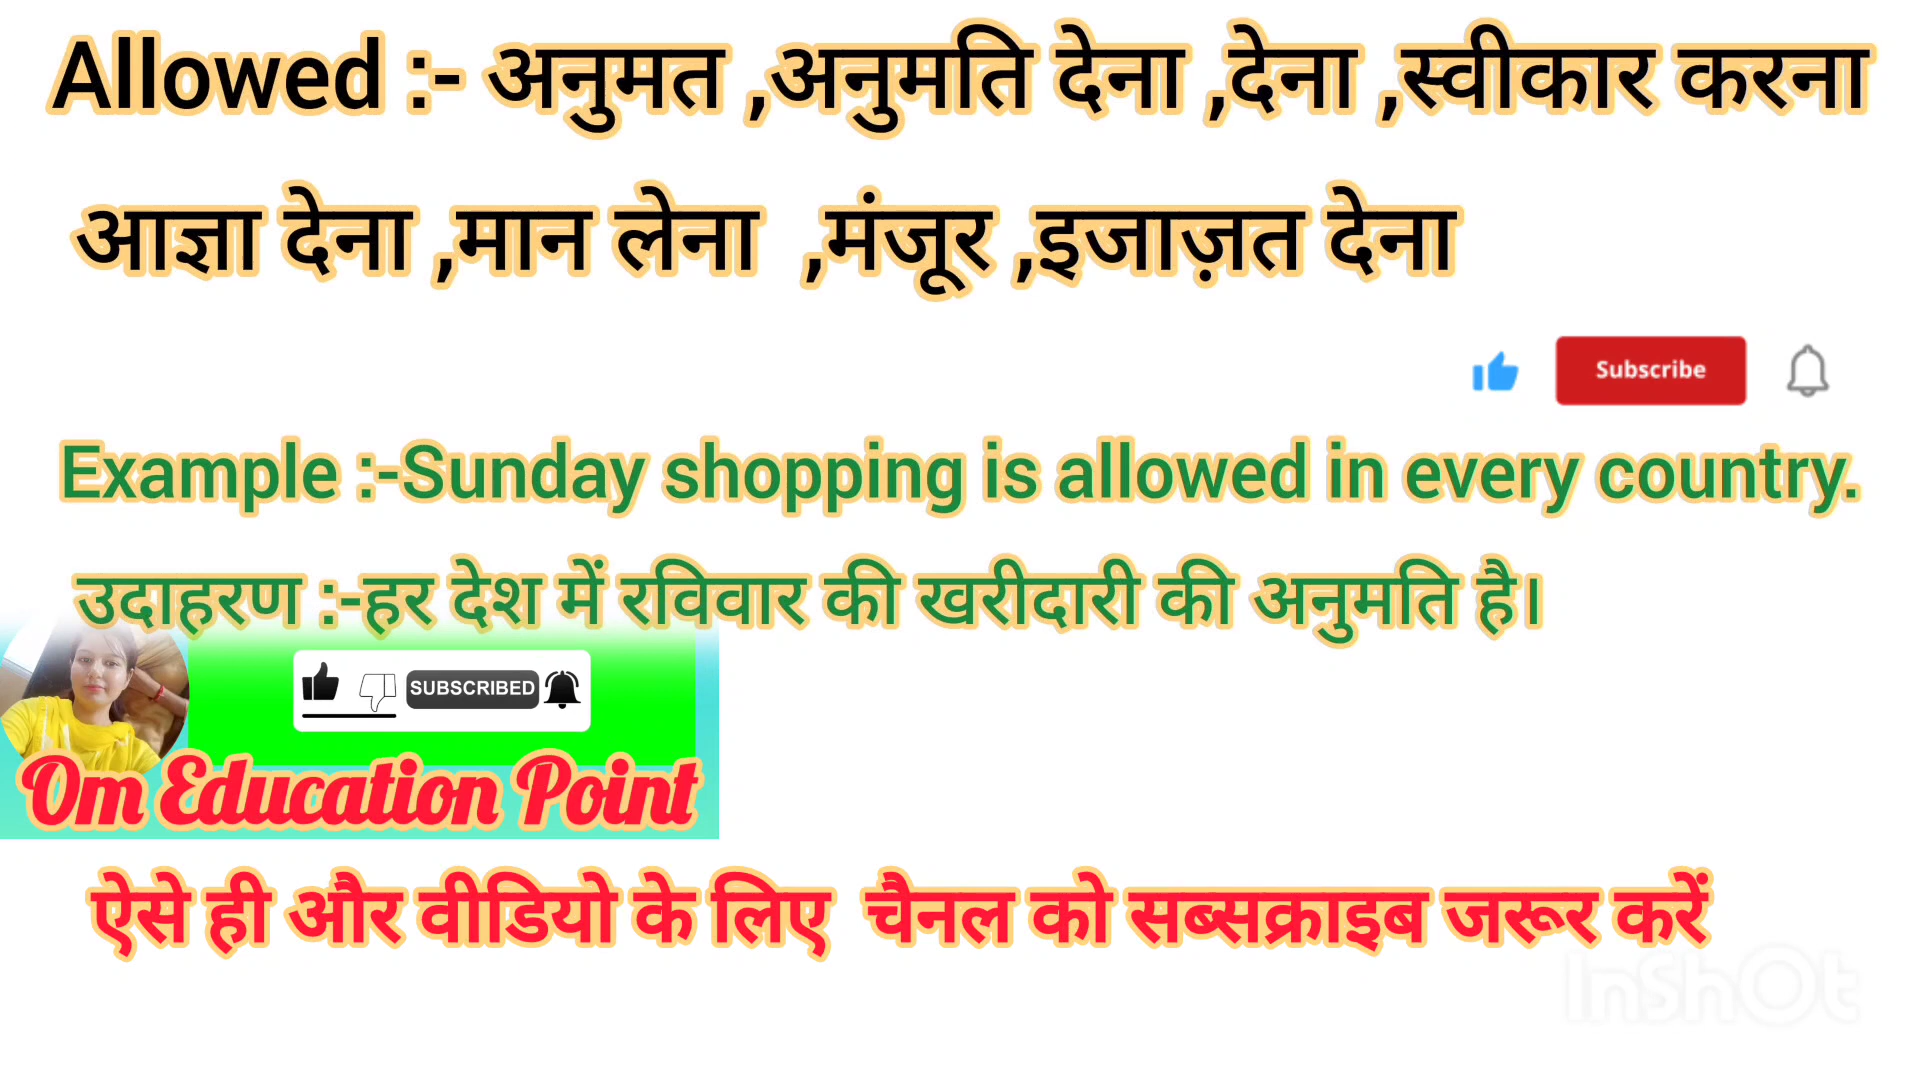 Allowed :- अनुमत ,अनुमति देना ,देना ,स्वीकार करना
आज्ञा देना ,मान लेना ,मंजूर ,इजाज़त देना
Subscribe
Example :-Sunday shopping is allowed in every country.
उदाहरण :-हर देश में रविवार की खरीदारी की अनुमति है।
SUBSCRIBED
Om Education Point
ऐसे ही और वीडियो के लिए चैनल को सब्सक्राइब जरूर करें
InShOt